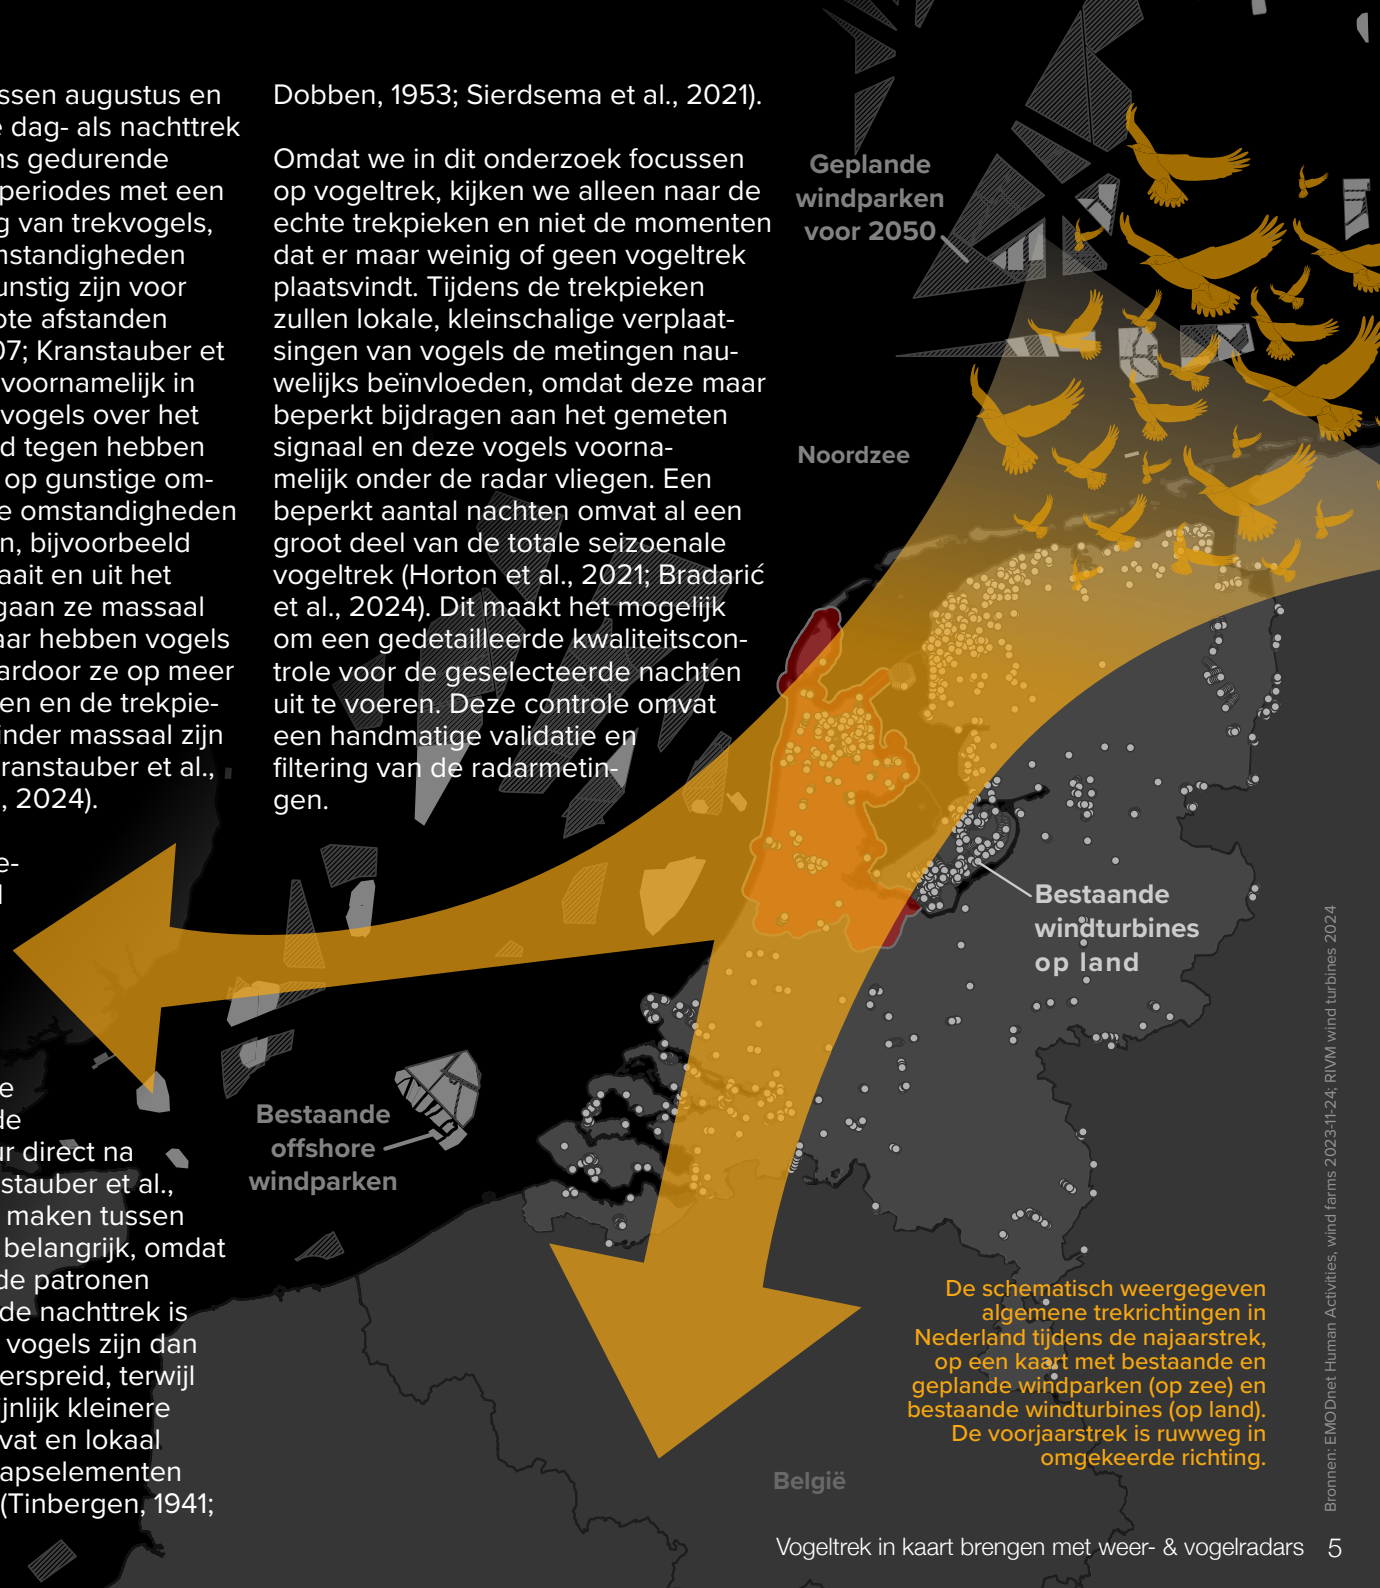 ssen augustus en
dag- als nachttrek
gedurende
periodes met een
van trekvogels,
zijn voor
afstanden
07; Kranstauber et
voornamelijk in
vogels over het
tegen hebben
op gunstige om-
omstandigheden
bijvoorbeeld
en uit het
gaan ze massaal
hebben vogels
ze op meer
en de trekpie-
massaal zijn
ranstauber et al.,
, 2024).
e-
e
de
direct na
stauber et al.,
maken tussen
belangrijk, omdat
de patronen
de nachttrek is
vogels zijn dan
erspreid, terwijl
jnlijk kleinere
vat en lokaal
apselementen
(Tinbergen, 1941;
Dobben, 1953; Sierdsema et al., 2021).
Omdat we in dit onderzoek focussen
op vogeltrek, kijken we alleen naar de
echte trekpieken en niet de momenten
dat er maar weinig of geen vogeltrek
plaatsvindt. Tijdens de trekpieken
zullen lokale, kleinschalige verplaat-
singen van vogels de metingen nau-
welijks beïnvloeden, omdat deze maar
beperkt bijdragen aan het gemeten
signaal en deze vogels voorna-
melijk onder de radar vliegen. Een
beperkt aantal nachten omvat al een
groot deel van de totale seizoenale
vogeltrek (Horton et al., 2021; Bradarić
et al., 2024). Dit maakt het mogelijk
om een gedetailleerde kwaliteitscon-
trole voor de geselecteerde nachten
uit te voeren. Deze controle omvat
een handmatige validatie en
filtering van de radarmetin-
gen.
Geplande
windparken
voor 2050
Noordzee
Bestaande
windturbines
op land
Bestaande
offshore
windparken
België
De schematisch weergegeven
algemene trekrichtingen in
Nederland tijdens de najaarstrek,
op een kaart met bestaande en
geplande windparken (op zee) en
bestaande windturbines (op land).
De voorjaarstrek is ruwweg in
omgekeerde richting.
Bronnen: EMODnet Human Activities, wind farms 2023-11-24; RIVM wind turbines 2024
Vogeltrek in kaart brengen met weer- & vogelradars 5